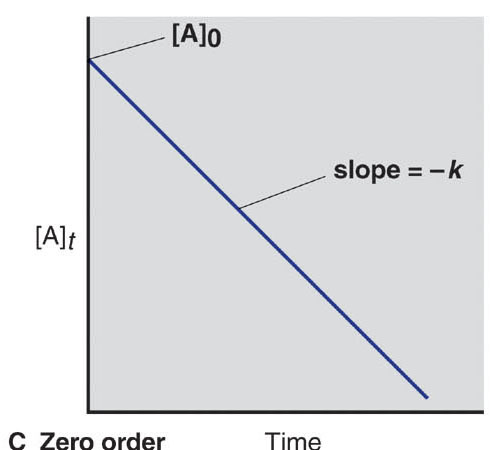 [A]0
slope = –k
[A]t
C Zero order Time